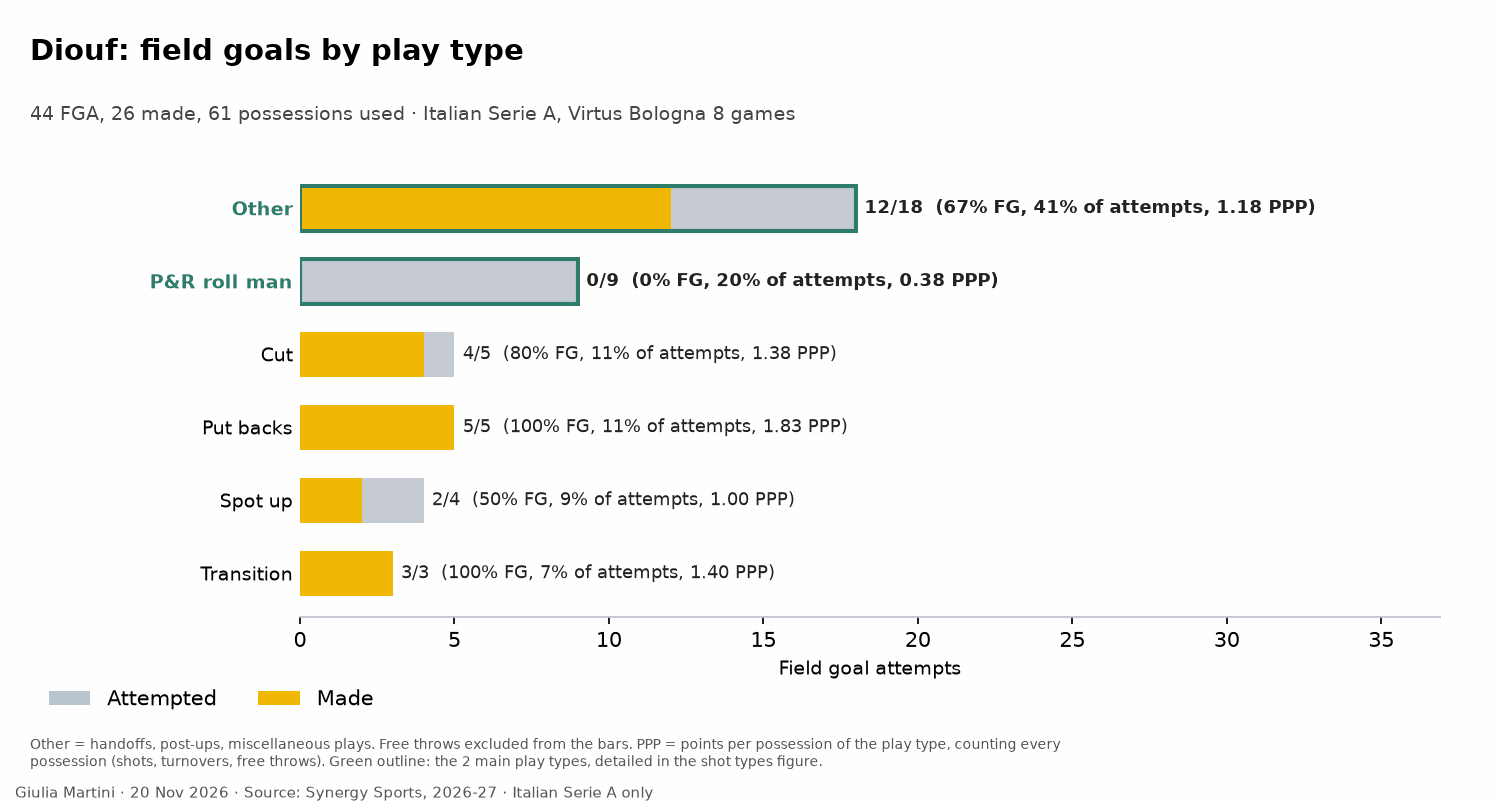 Diouf: field goals by play type
44 FGA, 26 made, 61 possessions used · Italian Serie A, Virtus Bologna 8 games
Other 12/18 (67% FG, 41% of attempts, 1.18 PPP)
P&R roll man 0/9 (0% FG, 20% of attempts, 0.38 PPP)
Cut 4/5 (80% FG, 11% of attempts, 1.38 PPP)
Put backs 5/5 (100% FG, 11% of attempts, 1.83 PPP)
Spot up 2/4 (50% FG, 9% of attempts, 1.00 PPP)
Transition 3/3 (100% FG, 7% of attempts, 1.40 PPP)
0 5 10 15 20 25 30 35
Field goal attempts
Attempted Made
Other = handoffs, post-ups, miscellaneous plays. Free throws excluded from the bars. PPP = points per possession of the play type, counting every
possession (shots, turnovers, free throws). Green outline: the 2 main play types, detailed in the shot types figure.
Giulia Martini · 20 Nov 2026 · Source: Synergy Sports, 2026-27 · Italian Serie A only